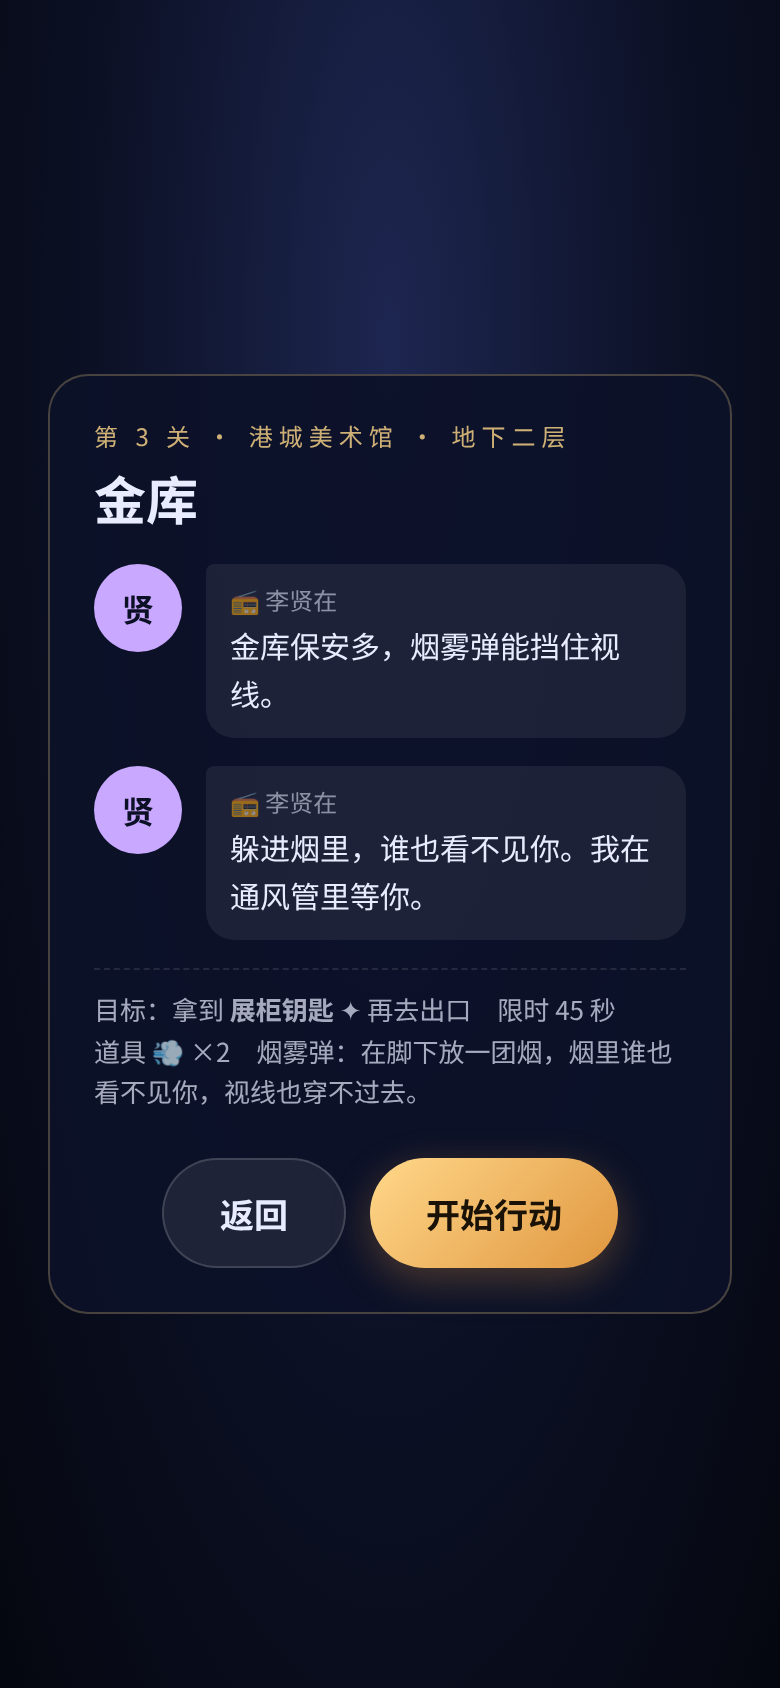 第 3 关 · 港城美术馆 · 地下二层
金库
贤
📻 李贤在
金库保安多，烟雾弹能挡住视
线。
贤
📻 李贤在
躲进烟里，谁也看不见你。我在
通风管里等你。
目标：拿到 展柜钥匙 ✦ 再去出口　限时 45 秒
道具 💨 ×2　烟雾弹：在脚下放一团烟，烟里谁也
看不见你，视线也穿不过去。
返回
开始行动